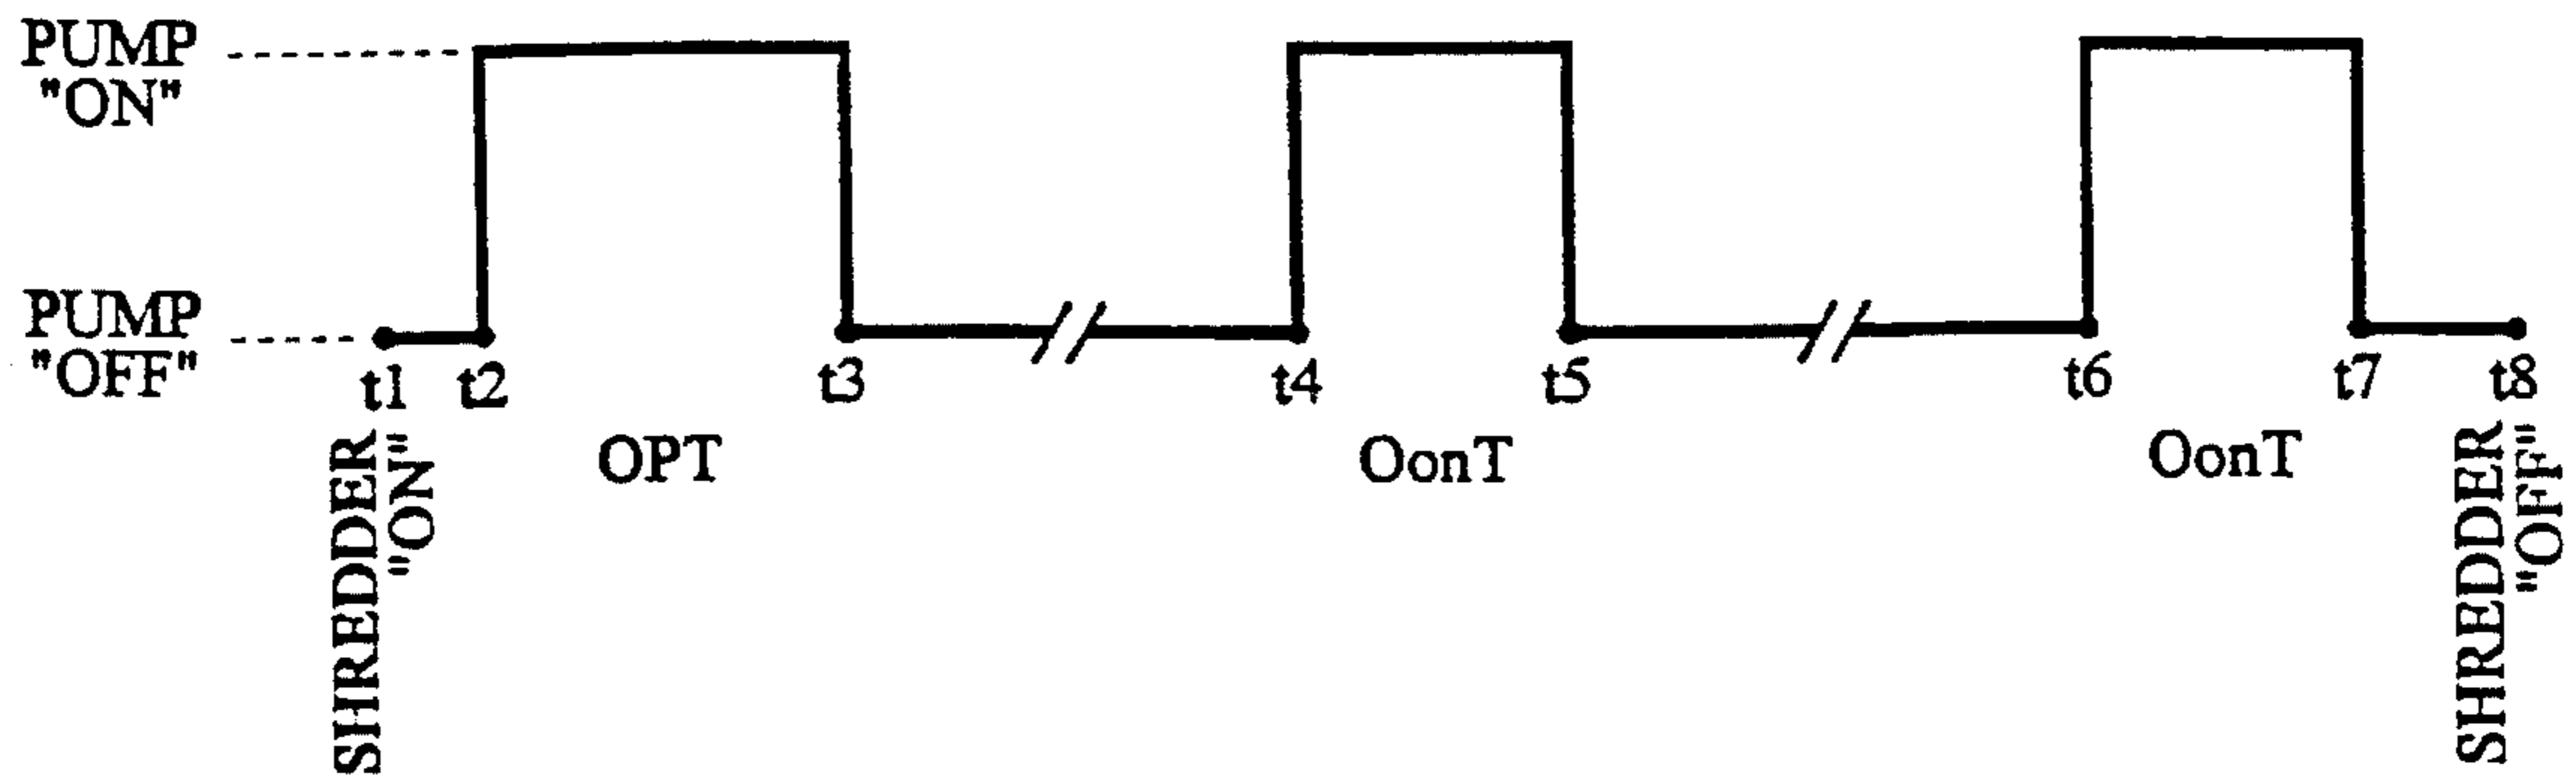 PUMP
"ON"
PUMP
"OFF"
t1 t2 t3 t4 t5 t6 t7 t8
OPT OonT OonT
SHREDDER
"ON"
SHREDDER
"OFF"